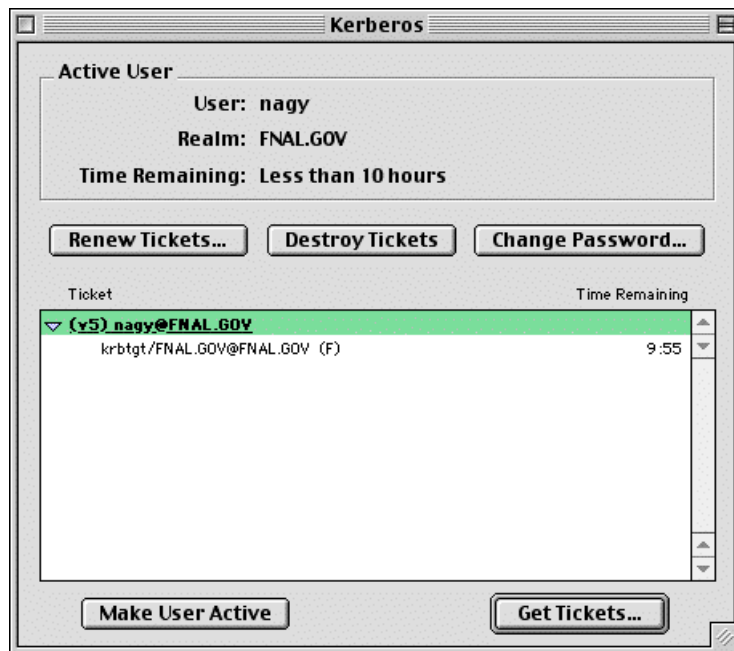 Kerberos
Active User
User: nagy
Realm: FNAL.GOV
Time Remaining: Less than 10 hours
Renew Tickets... Destroy Tickets Change Password...
Ticket Time Remaining
(v5) nagy@FNAL.GOV
krbtgt/FNAL.GOV@FNAL.GOV (F) 9:55
Make User Active Get Tickets...